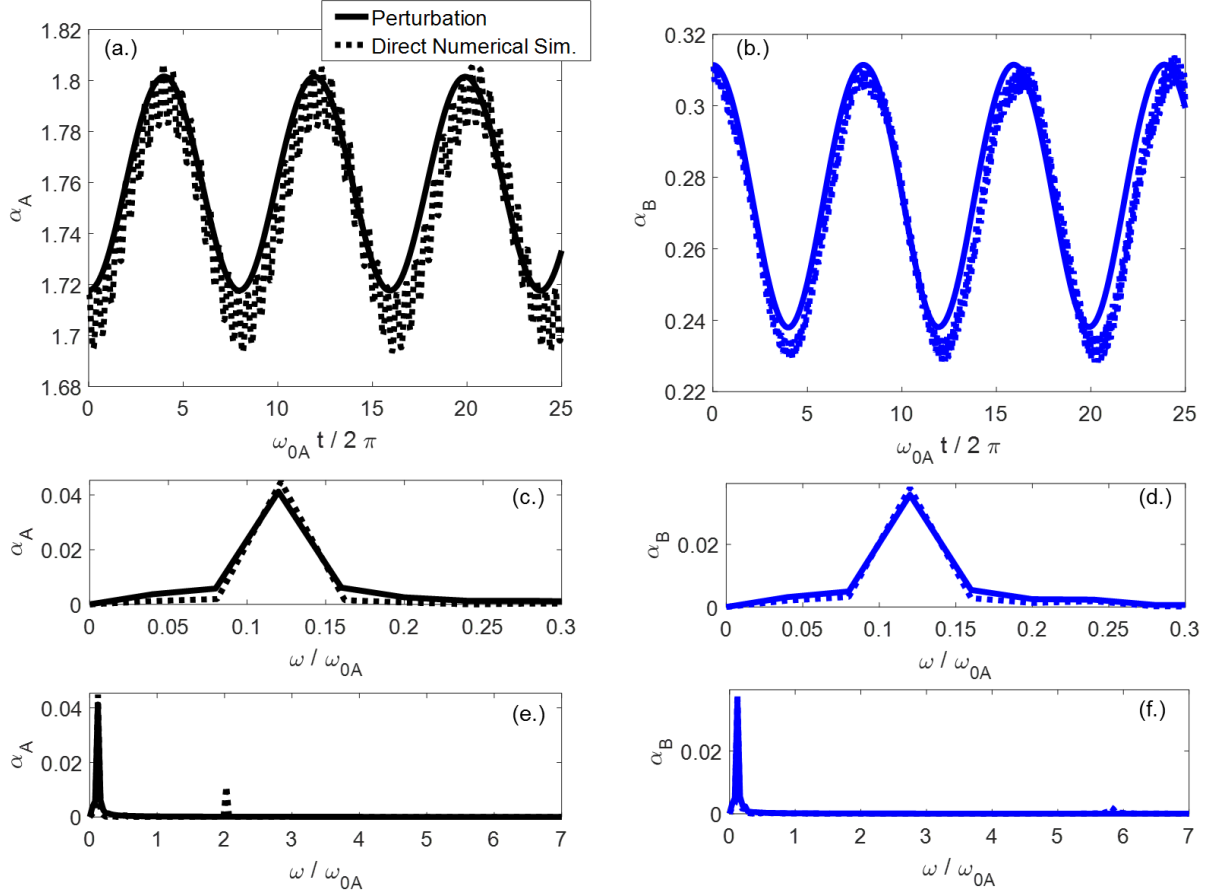 Perturbation
Direct Numerical Sim.
(a.)
1.82
1.8
1.78
1.76
1.74
1.72
1.7
1.68
α_A
0 5 10 15 20 25
ω_0A t / 2 π
(b.)
0.32
0.3
0.28
0.26
0.24
0.22
α_B
0 5 10 15 20 25
ω_0A t / 2 π
(c.)
0.04
0.02
0
α_A
0 0.05 0.1 0.15 0.2 0.25 0.3
ω / ω_0A
(d.)
0.02
0
α_B
0 0.05 0.1 0.15 0.2 0.25 0.3
ω / ω_0A
(e.)
0.04
0.02
0
α_A
0 1 2 3 4 5 6 7
ω / ω_0A
(f.)
0.02
0
α_B
0 1 2 3 4 5 6 7
ω / ω_0A